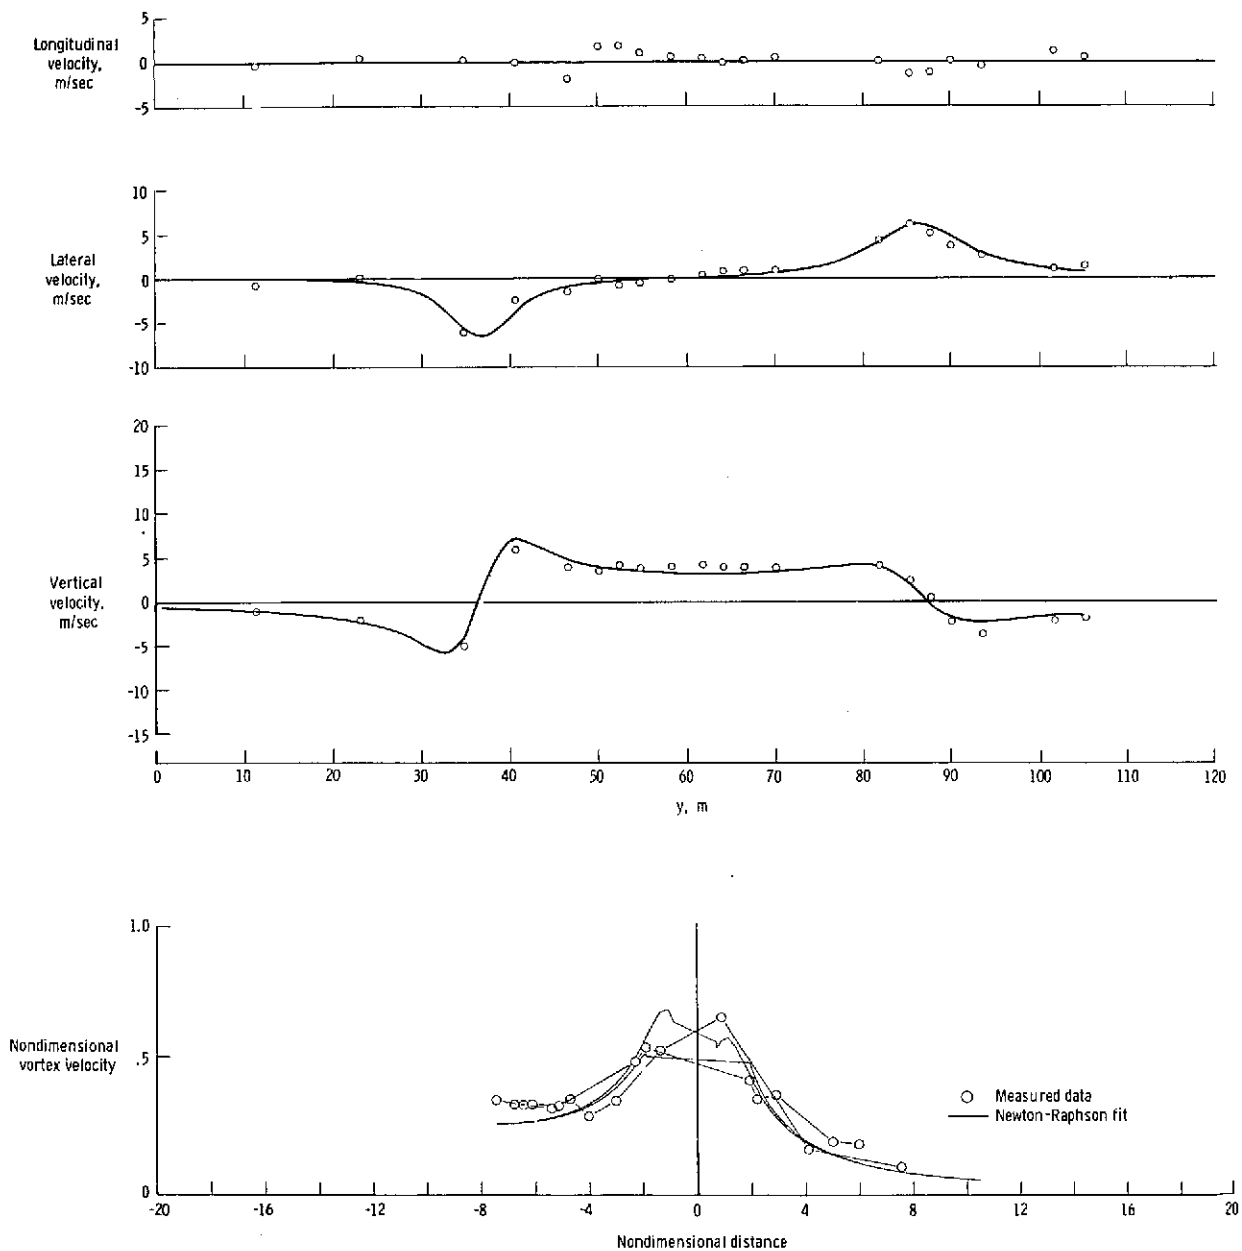 Longitudinal
velocity,
m/sec
5
0
-5
Lateral
velocity,
m/sec
10
5
0
-5
-10
Vertical
velocity,
m/sec
20
15
10
5
0
-5
-10
-15
0 10 20 30 40 50 60 70 80 90 100 110 120
y, m
Nondimensional
vortex velocity
1.0
.5
0
Measured data
Newton-Raphson fit
-20 -16 -12 -8 -4 0 4 8 12 16 20
Nondimensional distance